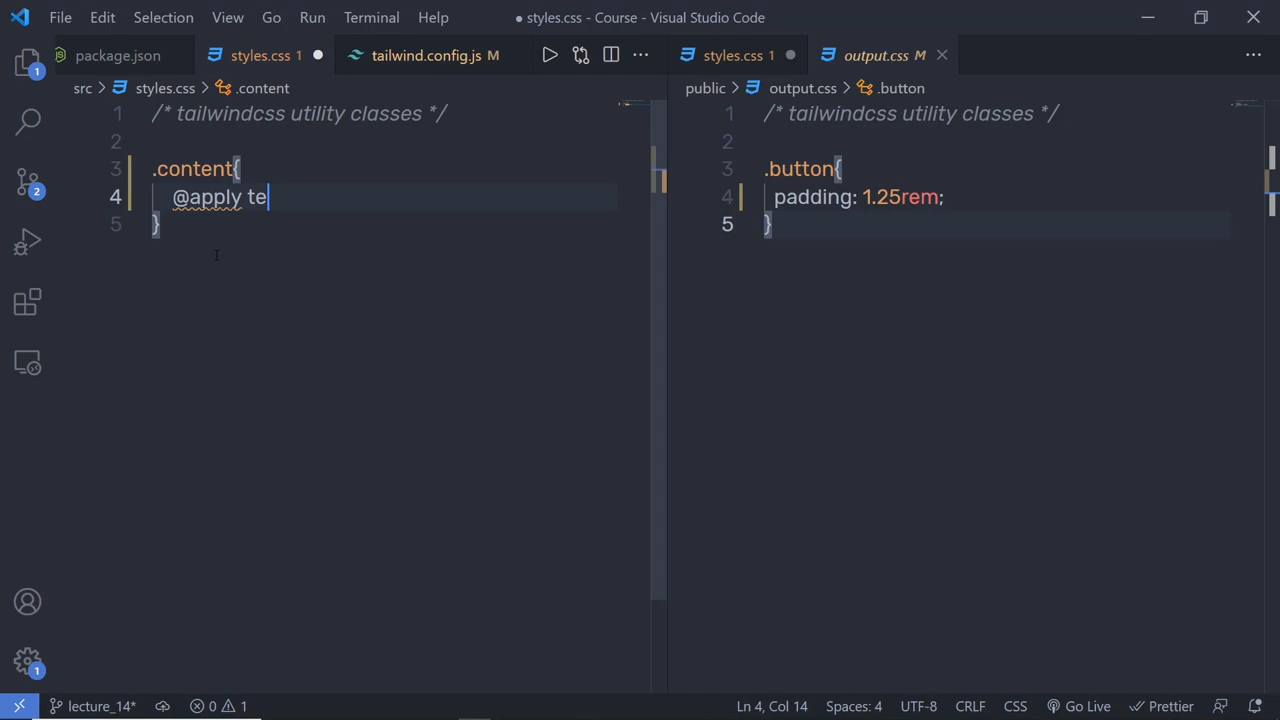 File Edit Selection View Go Run Terminal Help
● styles.css - Course - Visual Studio Code
package.json styles.css 1 tailwind.config.js M
styles.css 1 output.css M
src > styles.css > .content
public > output.css > .button
1 /* tailwindcss utility classes */
2
3 .content{
4 @apply te
5 }
1 /* tailwindcss utility classes */
2
3 .button{
4 padding: 1.25rem;
5 }
1
2
1
lecture_14* 0 1 Ln 4, Col 14 Spaces: 4 UTF-8 CRLF CSS Go Live Prettier